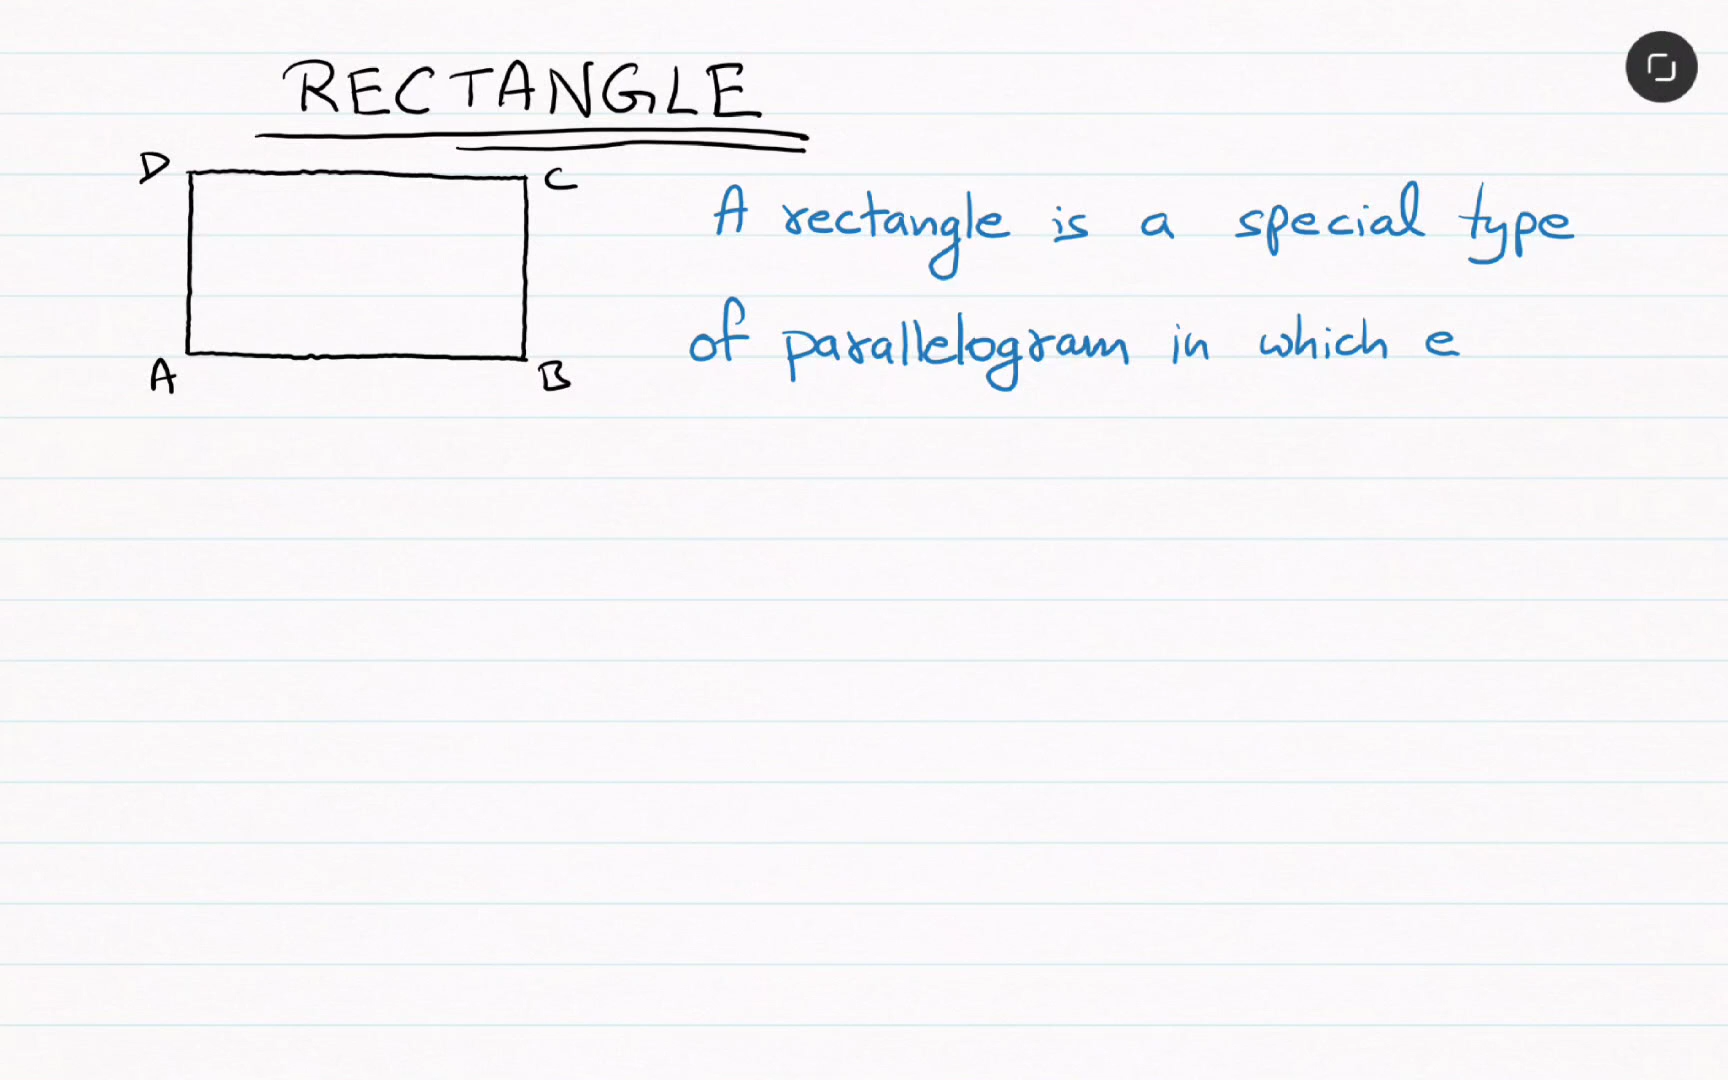 RECTANGLE
D
C
A rectangle is a special type
of parallelogram in which e
A
B